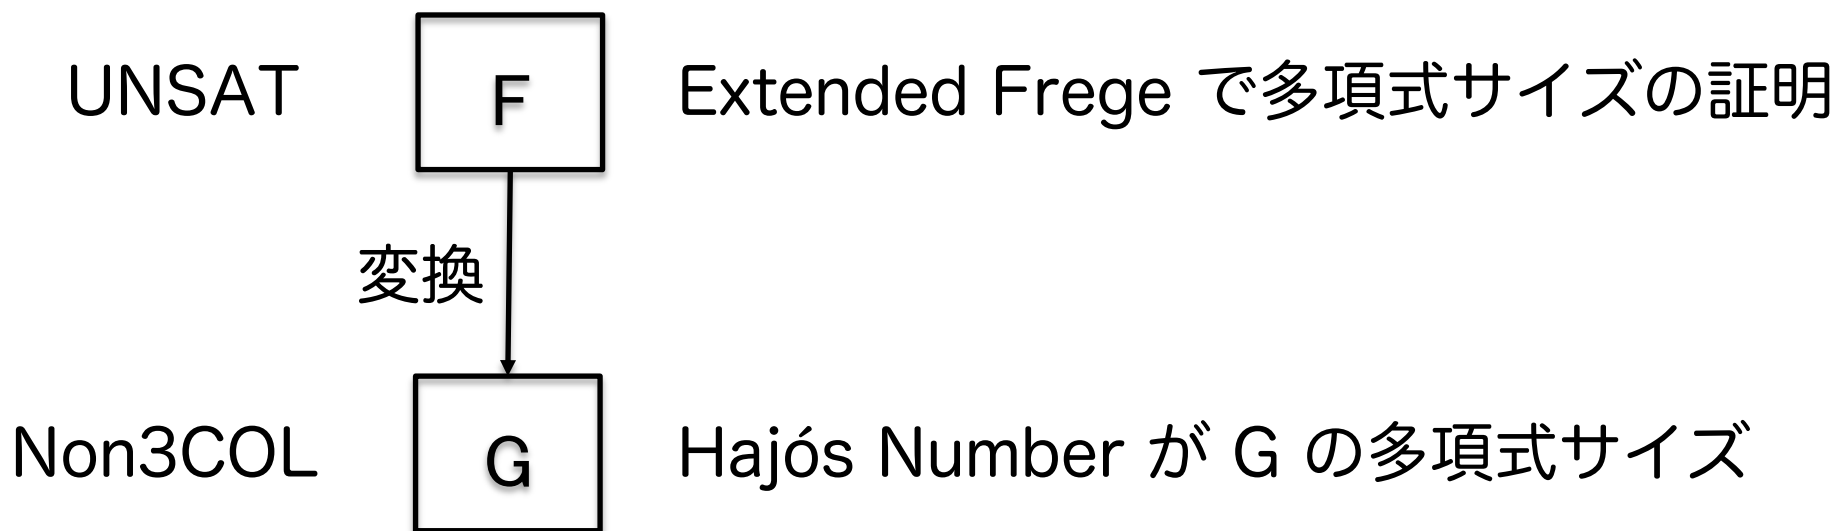 UNSAT F Extended Frege で多項式サイズの証明
変換
Non3COL G Hajós Number が G の多項式サイズ